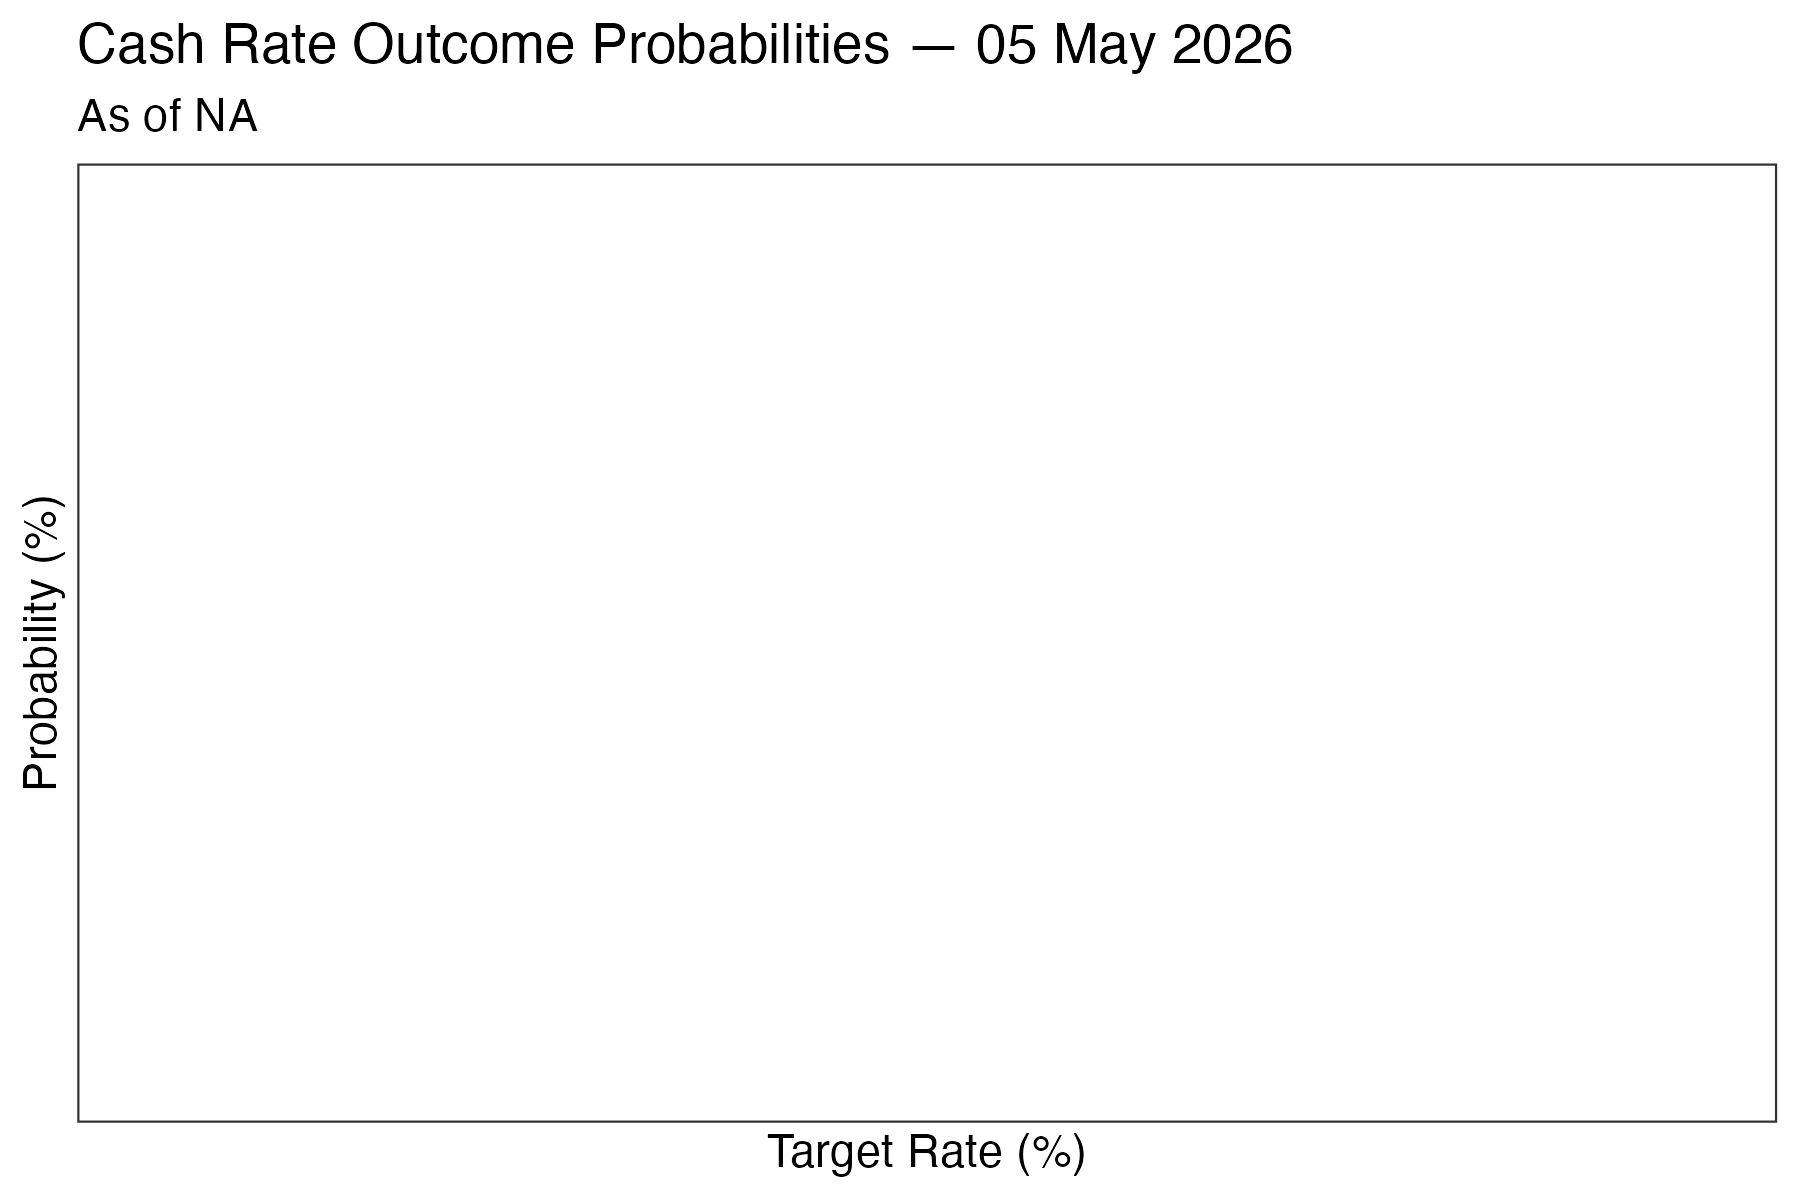 Cash Rate Outcome Probabilities — 05 May 2026
As of NA
Probability (%)
Target Rate (%)